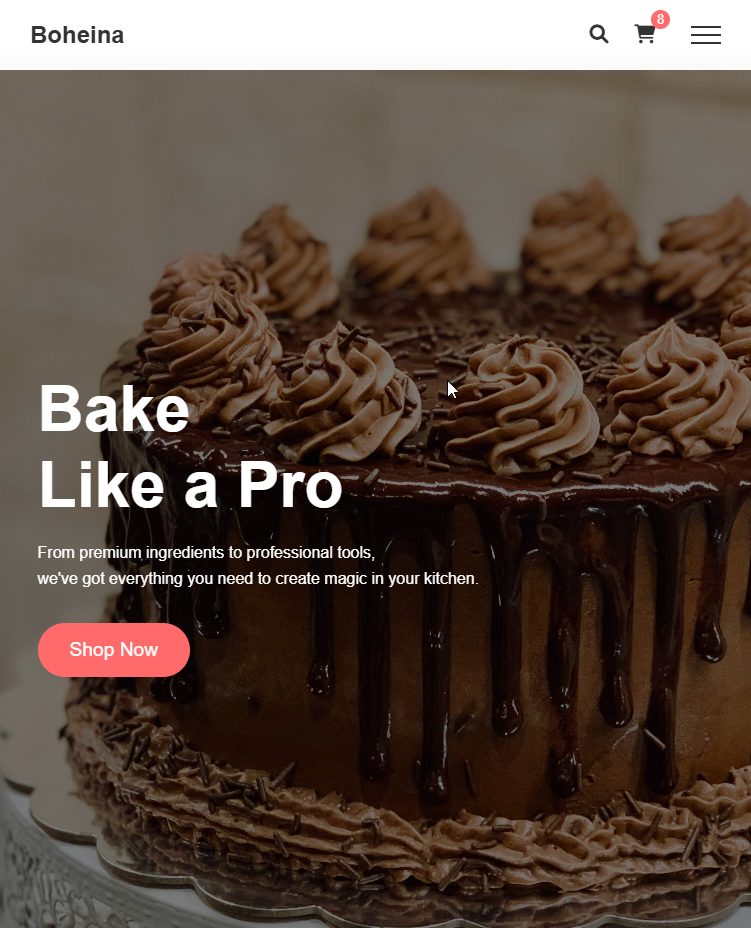 Boheina
8
Bake
Like a Pro
From premium ingredients to professional tools,
we've got everything you need to create magic in your kitchen.
Shop Now